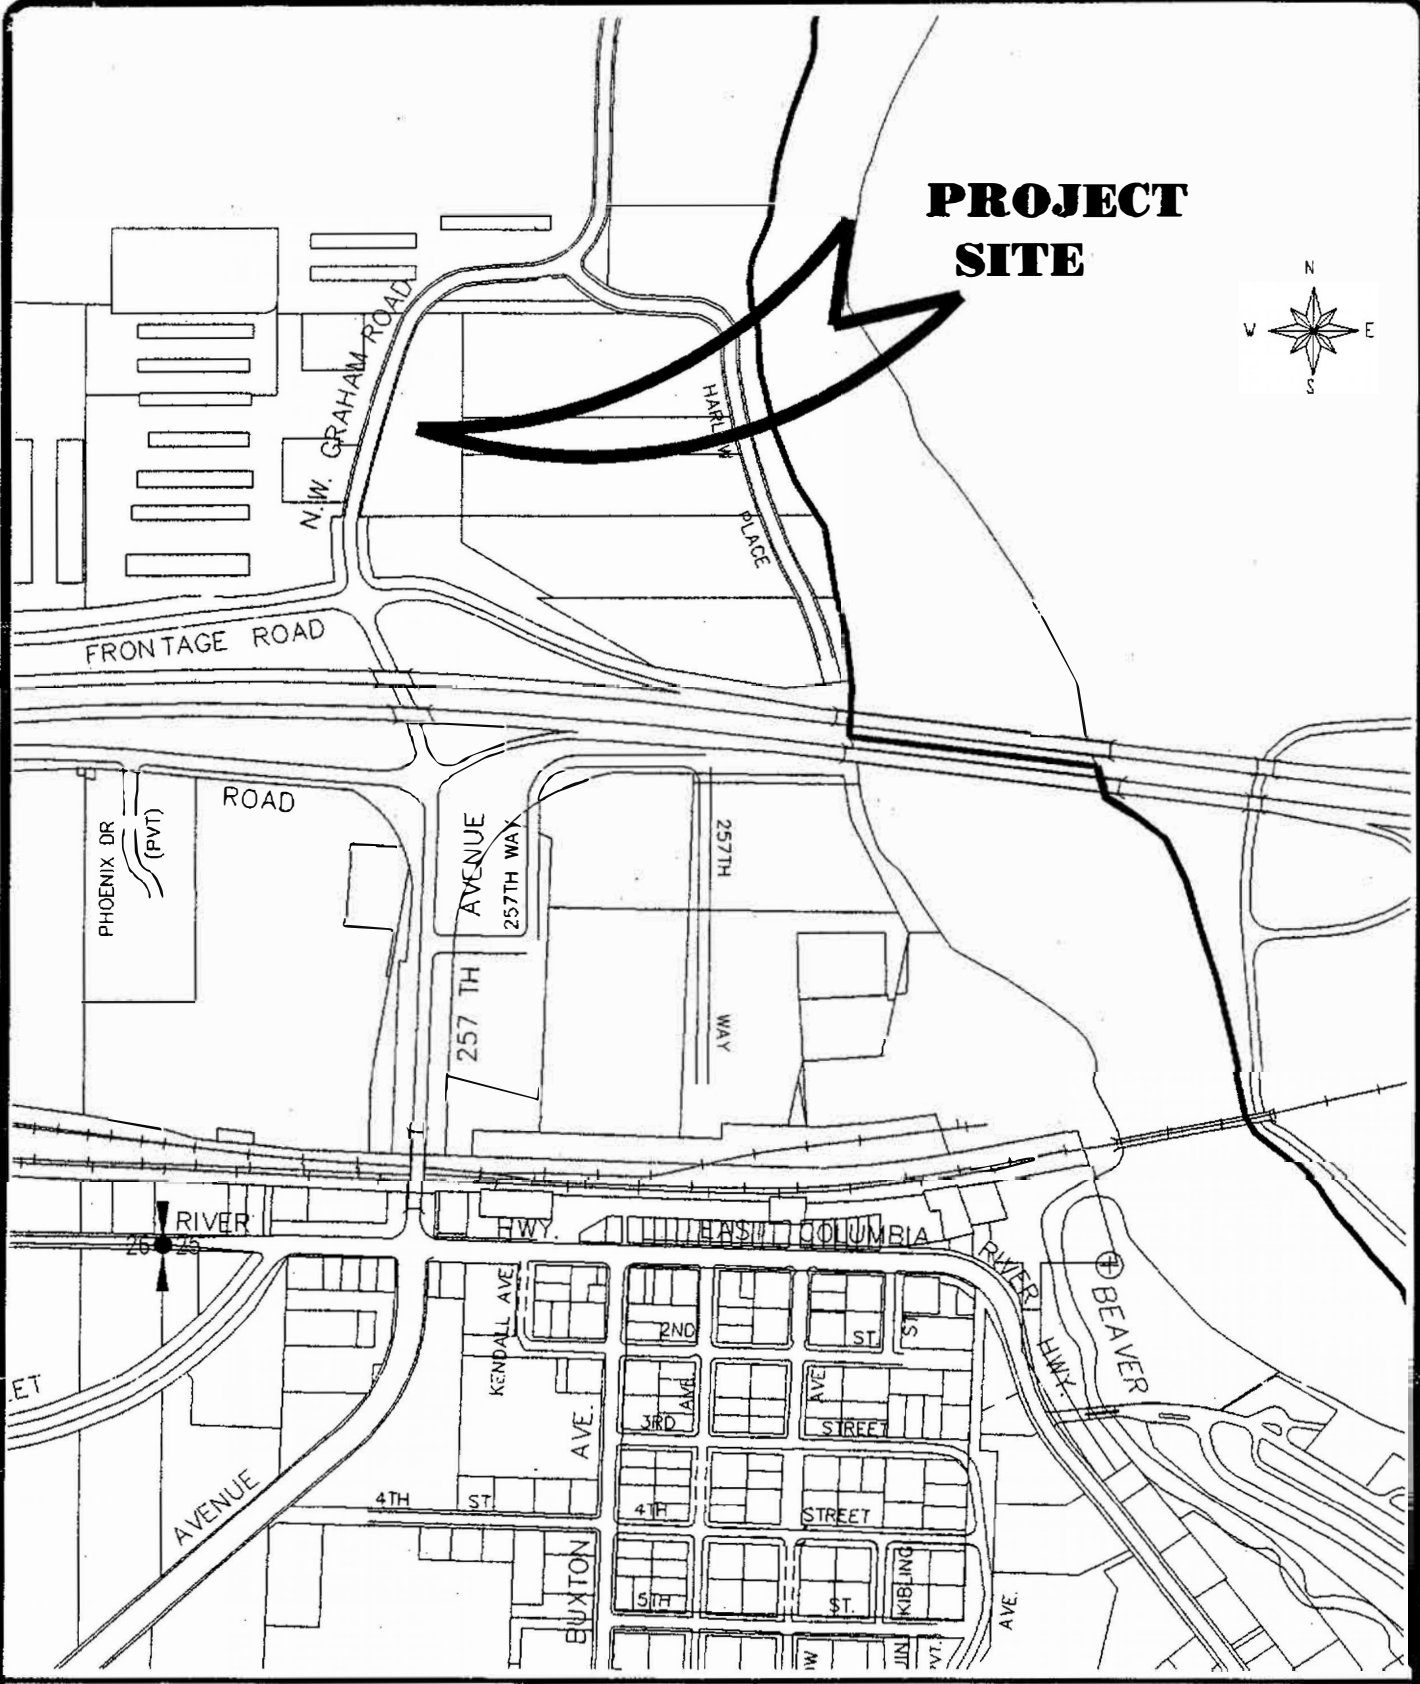 PROJECT
SITE
N
W
E
S
N.W. GRAHAM ROAD
HARLOW
PLACE
FRONTAGE ROAD
ROAD
PHOENIX DR
(PVT)
257 TH AVENUE
257TH WAY
257TH
WAY
RIVER
HWY.
EAST COLUMBIA
RIVER
HWY.
26
25
BEAVER
KENDALL AVE.
2ND
ST.
ST.
AVE.
AVE.
3RD
STREET
AVE.
AVENUE
4TH
ST.
4TH
STREET
BUXTON
5TH
ST.
KIBLING
AVE.
PVT.